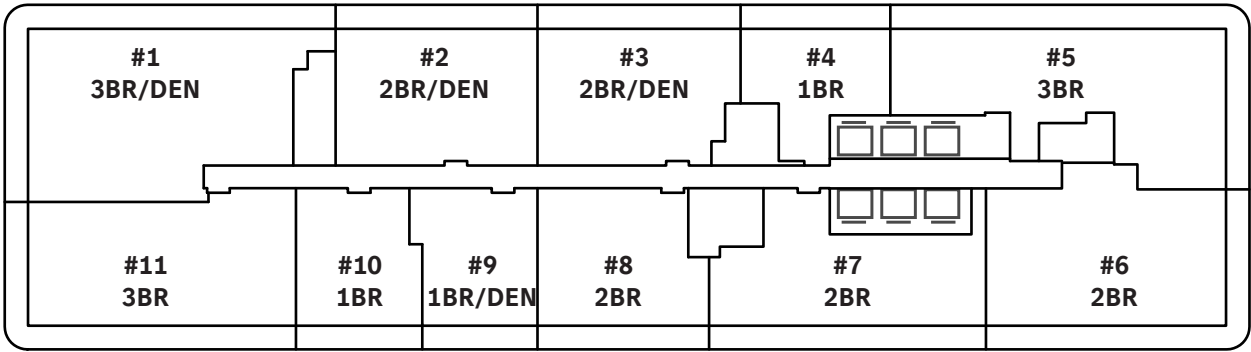 #1
3BR/DEN
#2
2BR/DEN
#3
2BR/DEN
#4
1BR
#5
3BR
#11
3BR
#10
1BR
#9
1BR/DEN
#8
2BR
#7
2BR
#6
2BR